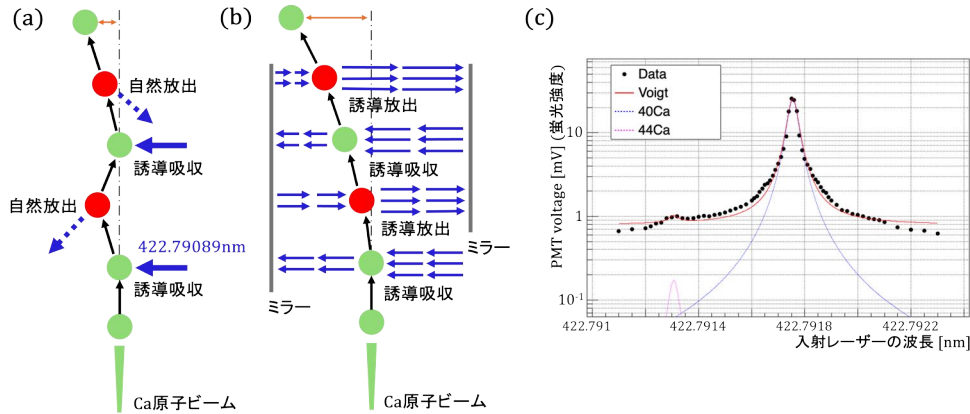 (a)
自然放出
誘導吸収
自然放出
422.79089nm
誘導吸収
Ca原子ビーム
(b)
誘導放出
誘導吸収
誘導放出
ミラー
誘導吸収
ミラー
Ca原子ビーム
(c)
PMT voltage [mV] (蛍光強度)
10
1
10⁻¹
Data
Voigt
40Ca
44Ca
422.791 422.7914 422.7918 422.7922
入射レーザーの波長 [nm]